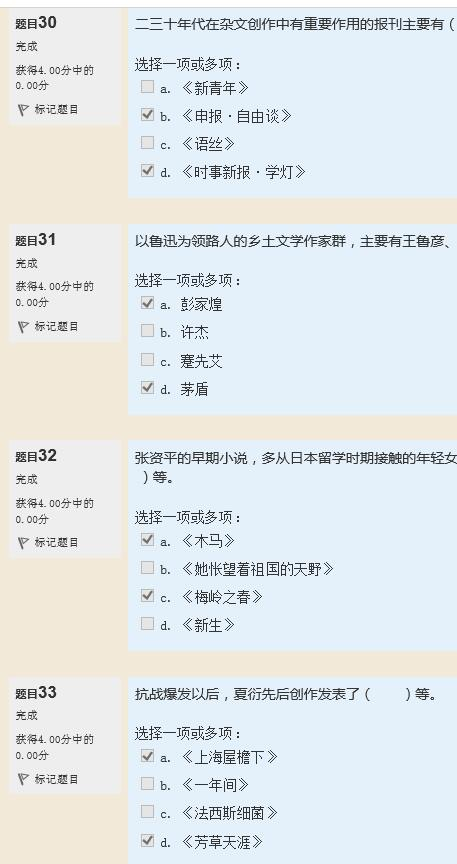 题目30
完成
获得4.00分中的
0.00分
标记题目
二三十年代在杂文创作中有重要作用的报刊主要有（
选择一项或多项：
a. 《新青年》
b. 《申报·自由谈》
c. 《语丝》
d. 《时事新报·学灯》
题目31
完成
获得4.00分中的
0.00分
标记题目
以鲁迅为领路人的乡土文学作家群，主要有王鲁彦、
选择一项或多项：
a. 彭家煌
b. 许杰
c. 蹇先艾
d. 茅盾
题目32
完成
获得4.00分中的
0.00分
标记题目
张资平的早期小说，多从日本留学时期接触的年轻女
）等。
选择一项或多项：
a. 《木马》
b. 《她怅望着祖国的天野》
c. 《梅岭之春》
d. 《新生》
题目33
完成
获得4.00分中的
0.00分
标记题目
抗战爆发以后，夏衍先后创作发表了（　　）等。
选择一项或多项：
a. 《上海屋檐下》
b. 《一年间》
c. 《法西斯细菌》
d. 《芳草天涯》